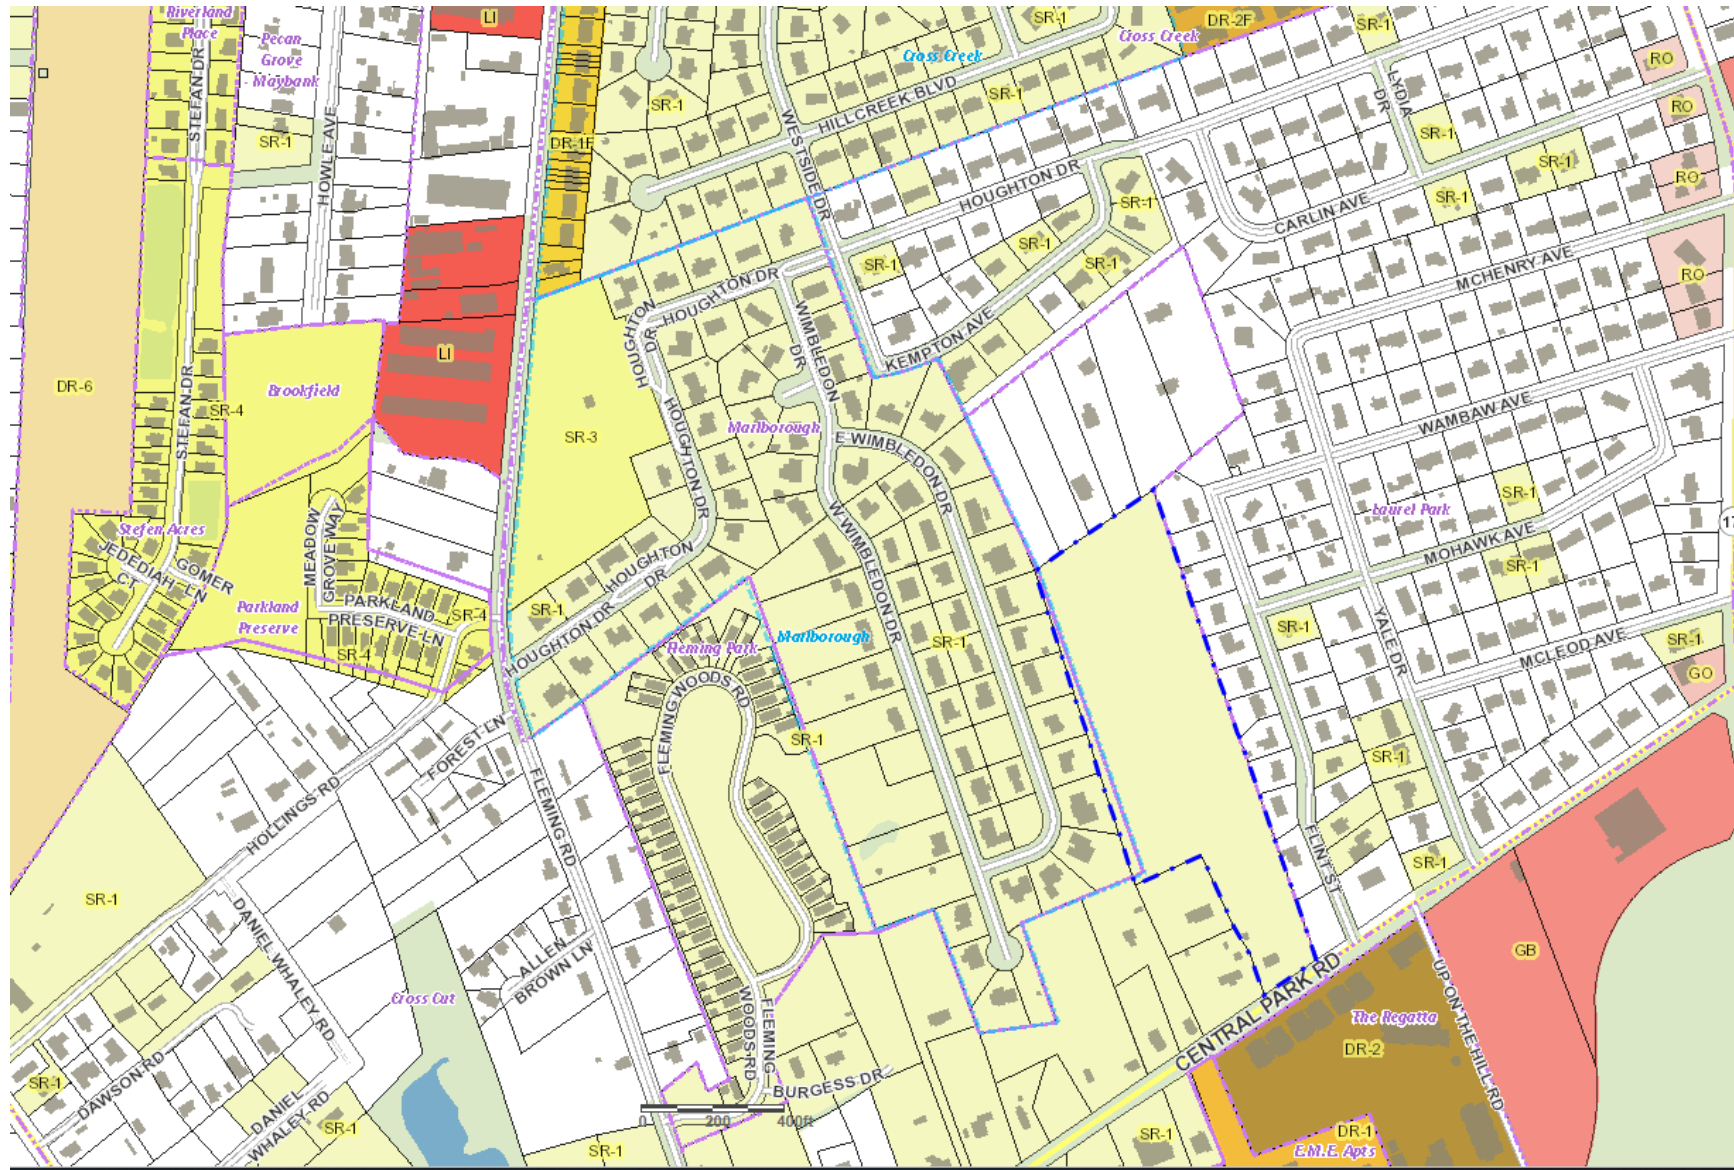 Riverland
Place
STEFAN DR
Pecan
Grove
- Maybank
SR-1
HOWLE AVE
LI
DR-1F
SR-1
WESTSIDE DR
HILLCREEK BLVD
Cross Creek
SR-1
SR-1
Cross Creek
DR-2F
SR-1
LYDIA
DR
SR-1
SR-1
SR-1
RO
RO
RO
RO
HOUGHTON DR
SR-1
SR-1
SR-1
SR-1
CARLIN AVE
MCHENRY AVE
KEMPTON AVE
WAMBAW AVE
DR-6
STEFAN DR
SR-4
Brookfield
LI
SR-3
HOUGHTON DR
HOUGHTON
DR
WIMBLEDON
DR
Marlborough
HOUGHTON DR
E WIMBLEDON DR
W WIMBLEDON DR
Laurel Park
SR-1
MOHAWK AVE
SR-1
17
Stefen Acres
JEDEDIAH LN
CT
GOMER
LN
MEADOW
GROVE WAY
Parkland
Preserve
PARKLAND
PRESERVE LN
SR-4
SR-4
SR-1
HOUGHTON
DR
HOUGHTON DR
Fleming Park
Marlborough
SR-1
SR-1
YALE DR
MCLEOD AVE
SR-1
GO
FLEMING WOODS RD
FLEMING WOODS RD
SR-1
SR-1
SR-1
FLINT ST
FOREST LN
HOLLINGS RD
FLEMING RD
SR-1
DANIEL WHALEY RD
ALLEN
BROWN LN
Cross Cut
DAWSON RD
SR-1
DANIEL
WHALEY RD
SR-1
FLEMING
WOODS RD
BURGESS DR
0 200 400ft
SR-1
CENTRAL PARK RD
SR-1
The Regatta
DR-2
DR-1
E.M.E. Apts
UP ON THE HILL RD
GB